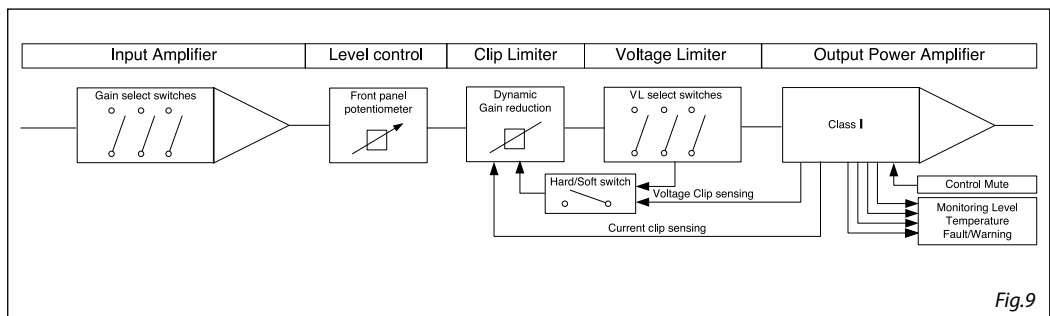 Input Amplifier
Level control
Clip Limiter
Voltage Limiter
Output Power Amplifier
Gain select switches
Front panel
potentiometer
Dynamic
Gain reduction
VL select switches
Class I
Hard/Soft switch
Voltage Clip sensing
Current clip sensing
Control Mute
Monitoring Level
Temperature
Fault/Warning
Fig.9